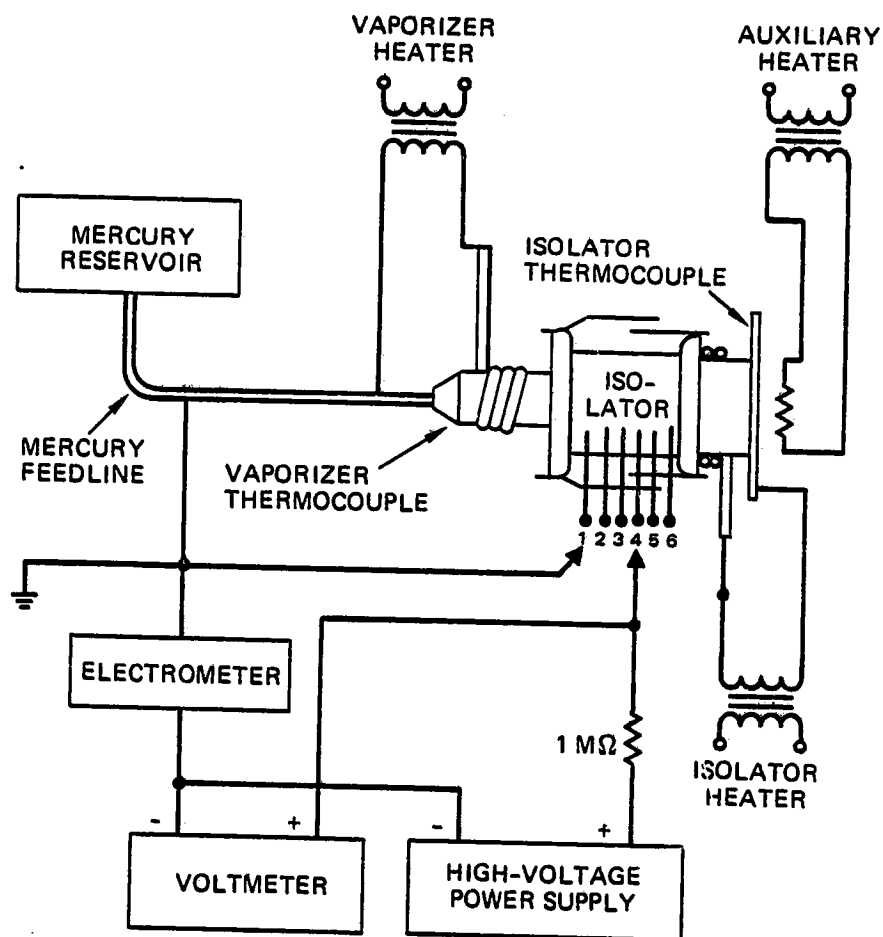 VAPORIZER
HEATER
AUXILIARY
HEATER
MERCURY
RESERVOIR
ISOLATOR
THERMOCOUPLE
ISO-
LATOR
MERCURY
FEEDLINE
VAPORIZER
THERMOCOUPLE
1 2 3 4 5 6
ELECTROMETER
1 MΩ
ISOLATOR
HEATER
- +
- +
VOLTMETER
HIGH-VOLTAGE
POWER SUPPLY